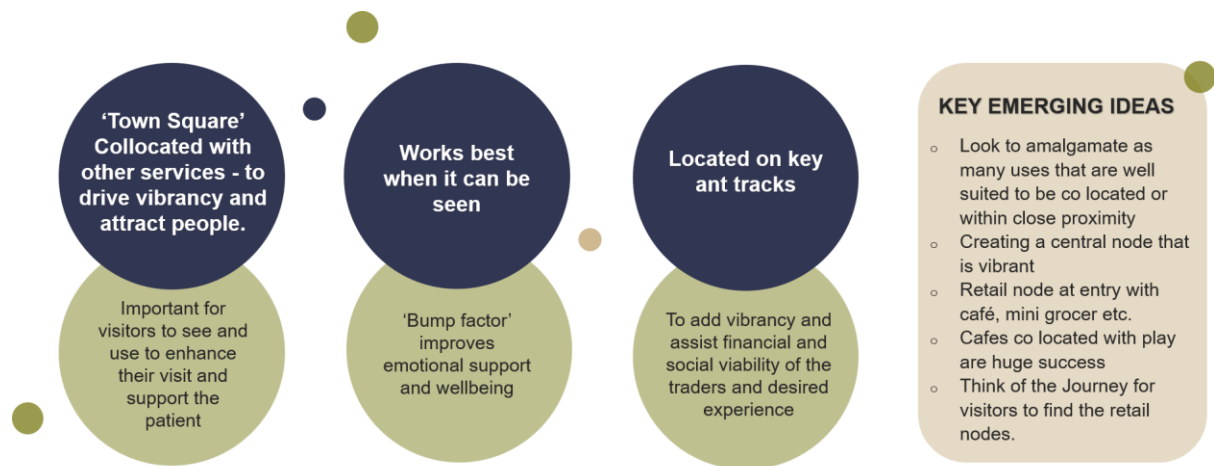 ‘Town Square’
Collocated with
other services - to
drive vibrancy and
attract people.
Important for
visitors to see and
use to enhance
their visit and
support the
patient
Works best
when it can be
seen
‘Bump factor’
improves
emotional support
and wellbeing
Located on key
ant tracks
To add vibrancy and
assist financial and
social viability of the
traders and desired
experience
KEY EMERGING IDEAS
Look to amalgamate as
many uses that are well
suited to be co located or
within close proximity
Creating a central node that
is vibrant
Retail node at entry with
café, mini grocer etc.
Cafes co located with play
are huge success
Think of the Journey for
visitors to find the retail
nodes.